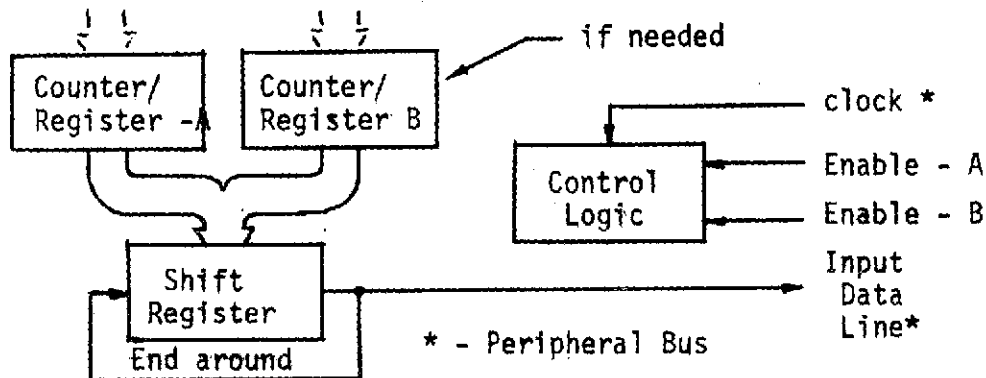 if needed
Counter/
Register -A
Counter/
Register B
clock *
Enable - A
Control
Logic
Enable - B
Shift
Register
Input
Data
Line*
End around
* - Peripheral Bus